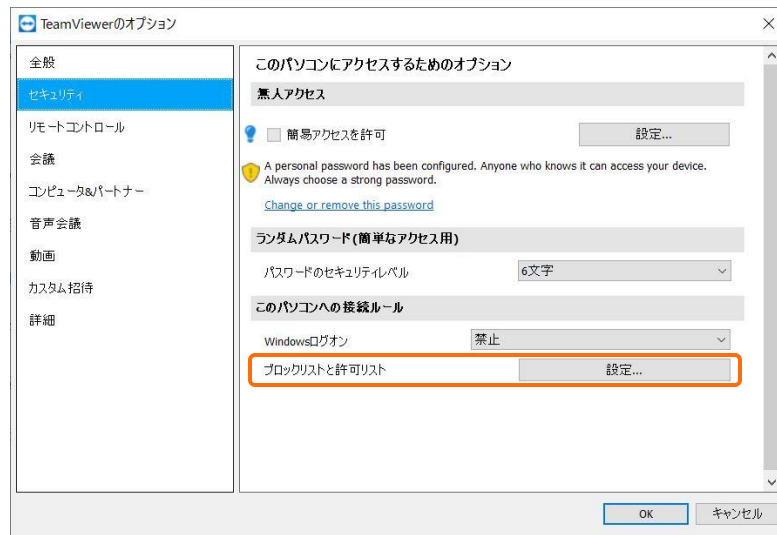 TeamViewerのオプション
全般
セキュリティ
リモートコントロール
会議
コンピュータ&パートナー
音声会議
動画
カスタム招待
詳細
このパソコンにアクセスするためのオプション
無人アクセス
簡易アクセスを許可
設定...
A personal password has been configured. Anyone who knows it can access your device.
Always choose a strong password.
Change or remove this password
ランダムパスワード(簡単なアクセス用)
パスワードのセキュリティレベル
6文字
このパソコンへの接続ルール
Windowsログオン
禁止
ブロックリストと許可リスト
設定...
OK
キャンセル